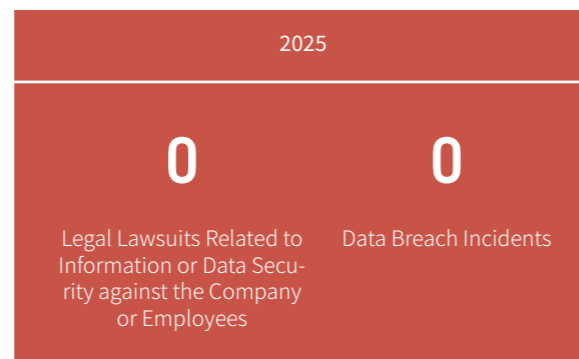 2025
0
Legal Lawsuits Related to
Information or Data Secu-
rity against the Company
or Employees
0
Data Breach Incidents